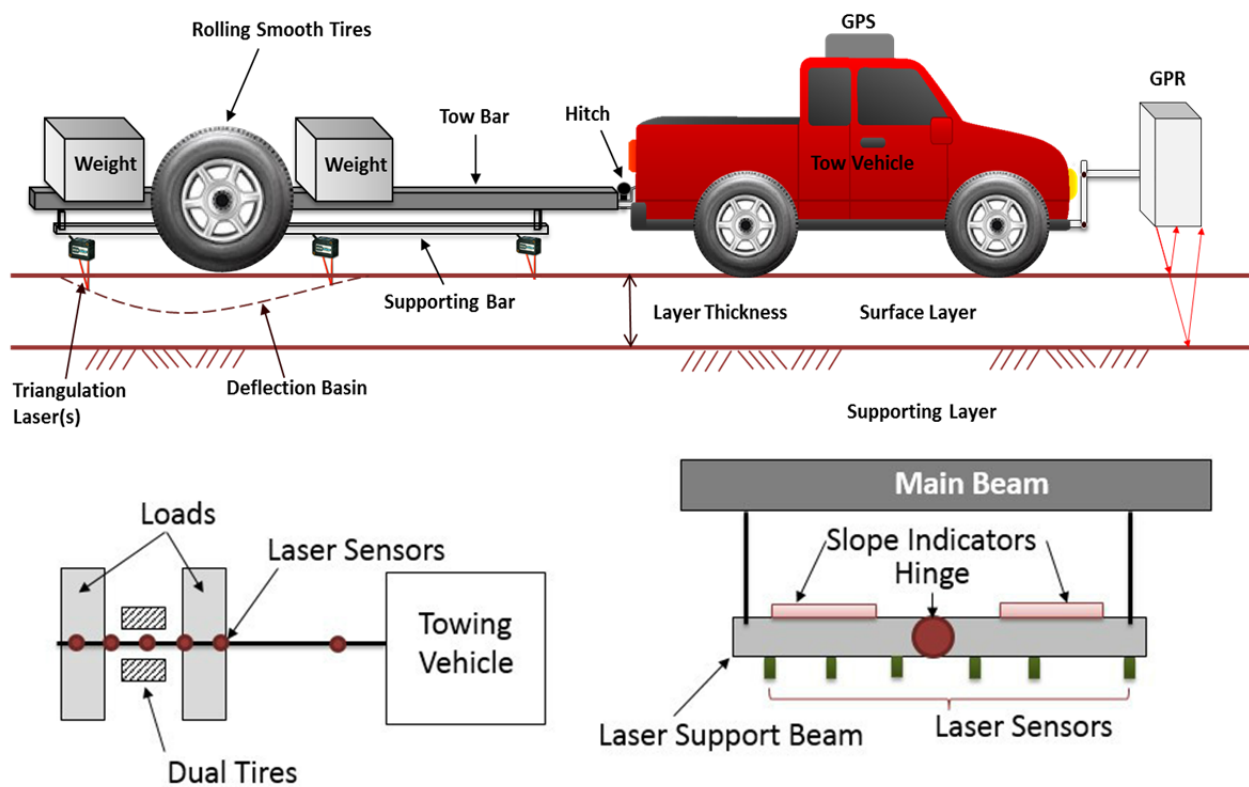 GPS
Rolling Smooth Tires
GPR
Tow Bar
Hitch
Weight
Weight
Tow Vehicle
Supporting Bar
Layer Thickness
Surface Layer
Triangulation
Laser(s)
Deflection Basin
Supporting Layer
Main Beam
Loads
Laser Sensors
Slope Indicators
Hinge
Towing
Vehicle
Laser Support Beam
Laser Sensors
Dual Tires